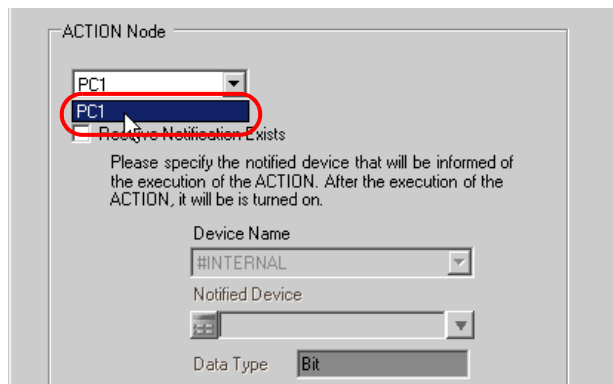 ACTION Node
PC1
PC1
Receive Notification Exists
Please specify the notified device that will be informed of
the execution of the ACTION. After the execution of the
ACTION, it will be is turned on.
Device Name
#INTERNAL
Notified Device
Data Type Bit